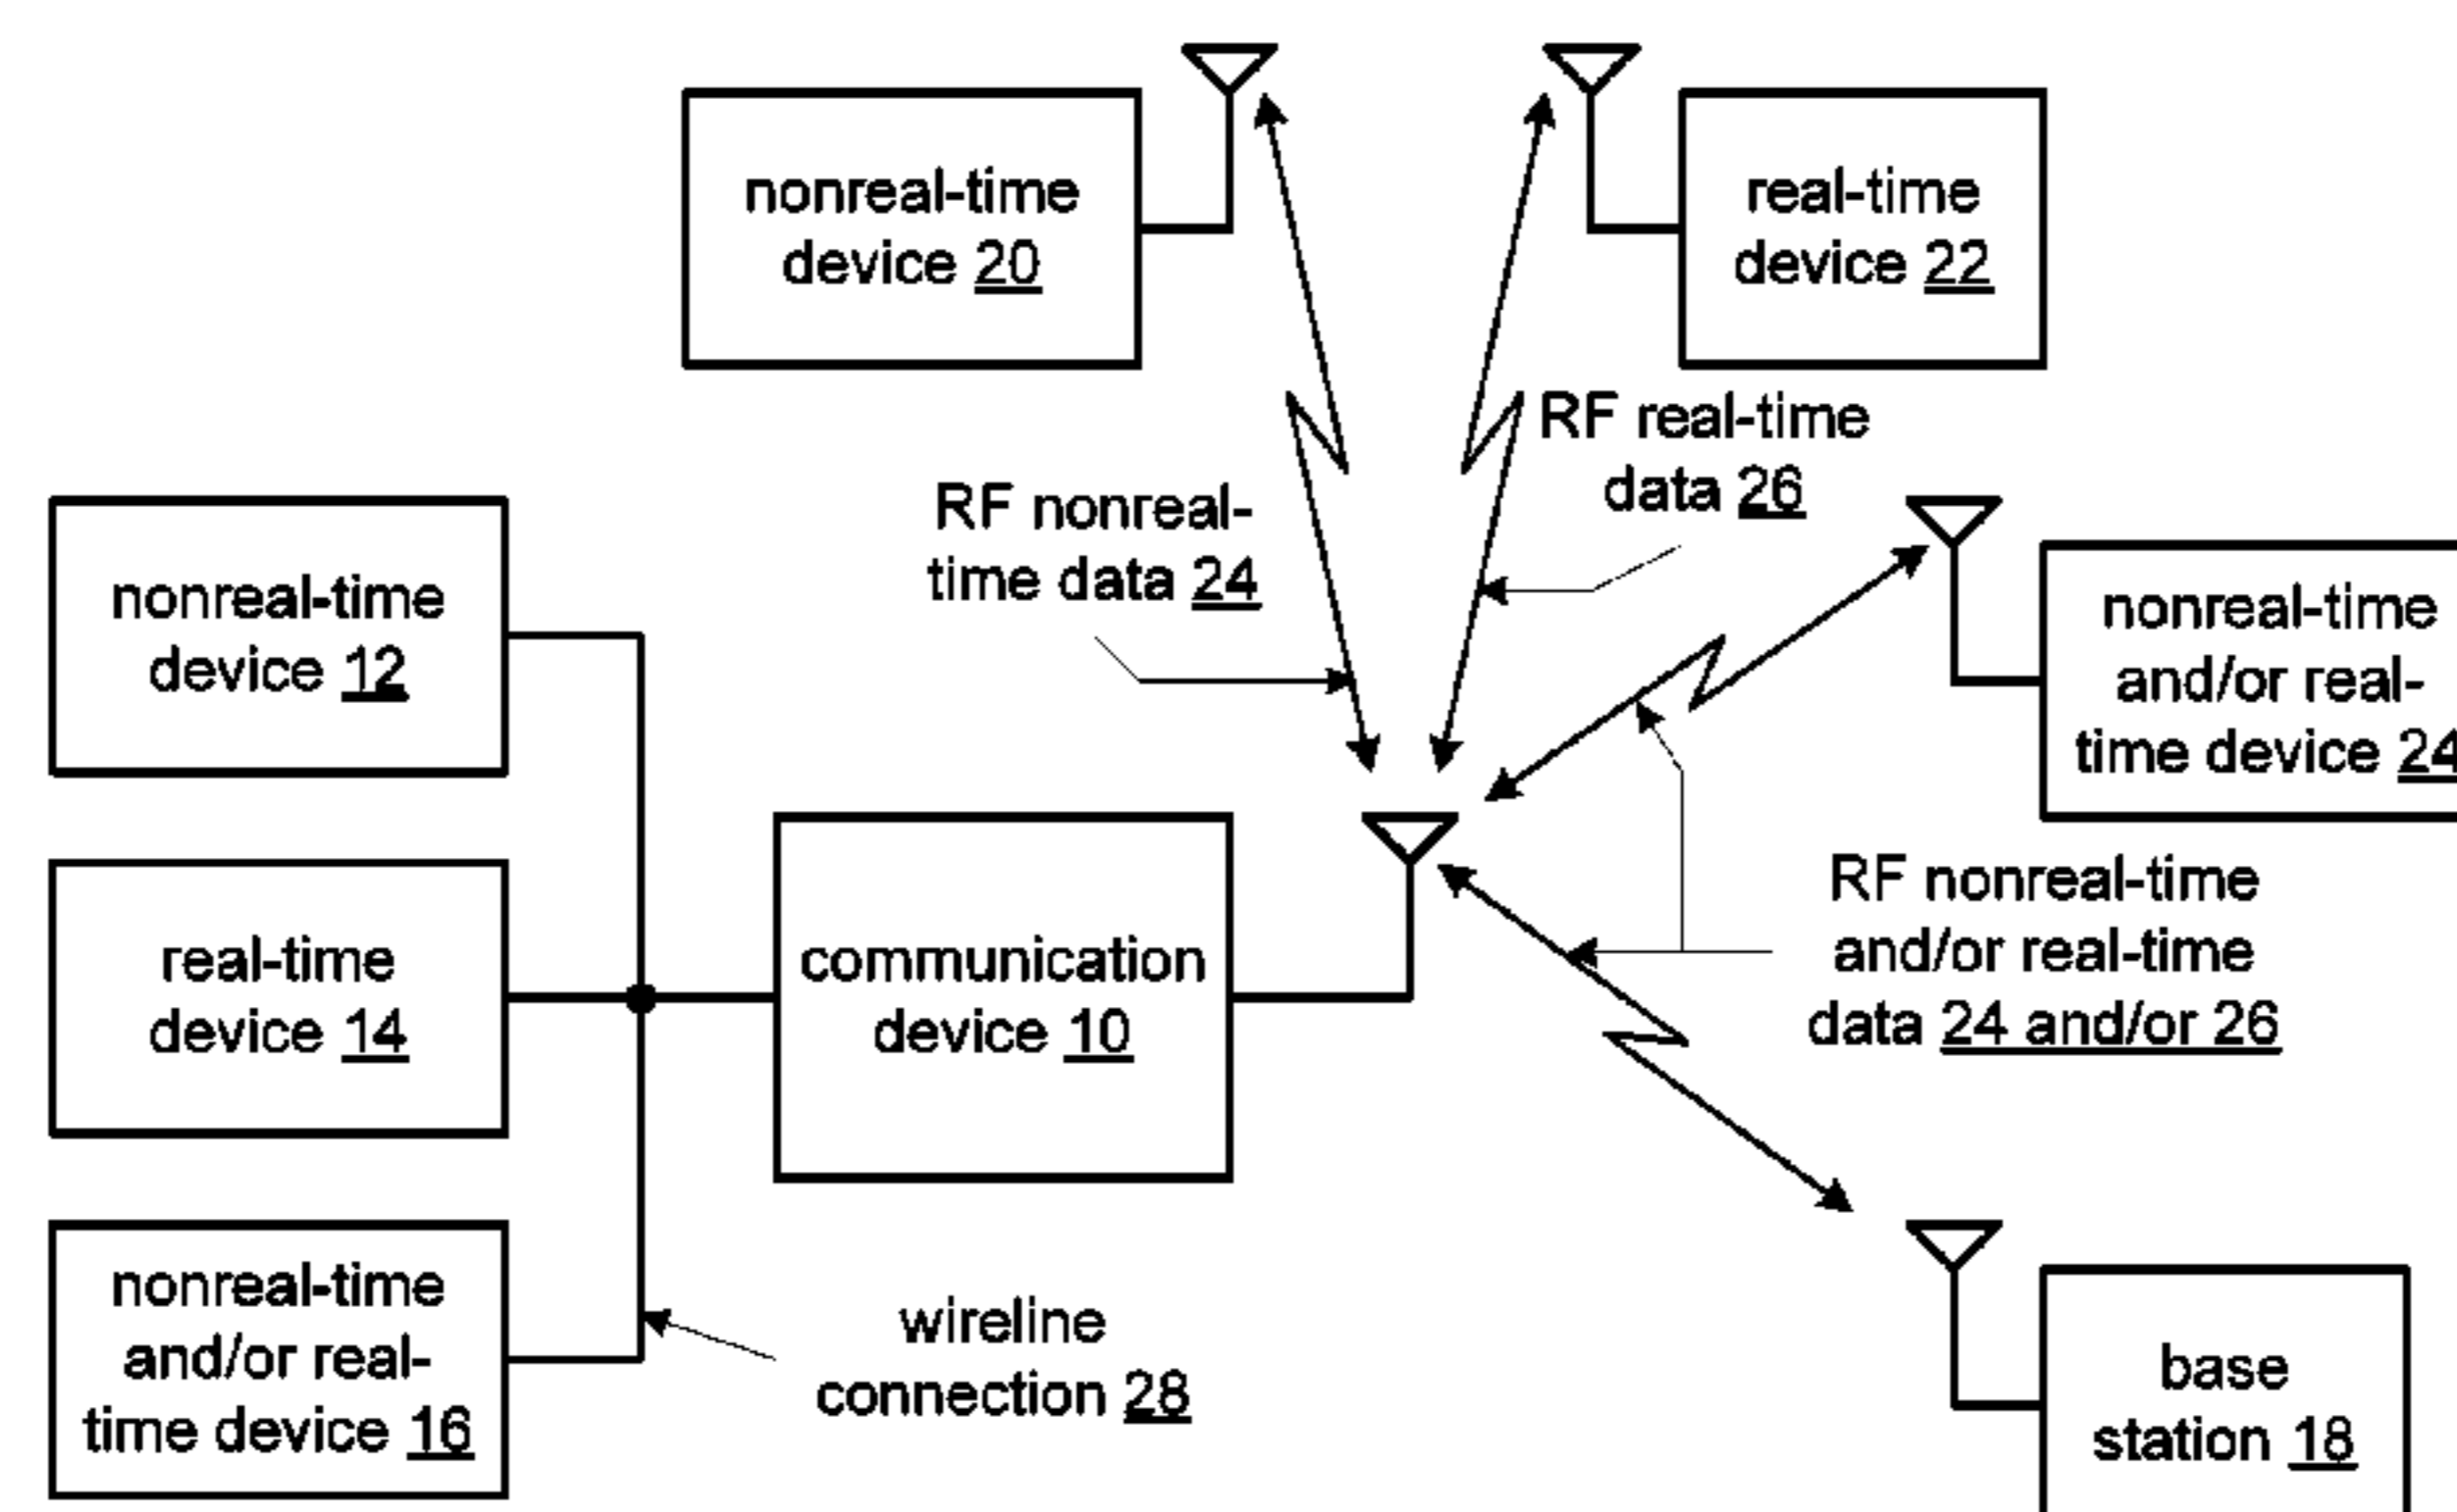 nonreal-time
device 20
real-time
device 22
RF real-time
data 26
RF nonreal-
time data 24
nonreal-time
device 12
nonreal-time
and/or real-
time device 24
real-time
device 14
communication
device 10
RF nonreal-time
and/or real-time
data 24 and/or 26
nonreal-time
and/or real-
time device 16
wireline
connection 28
base
station 18